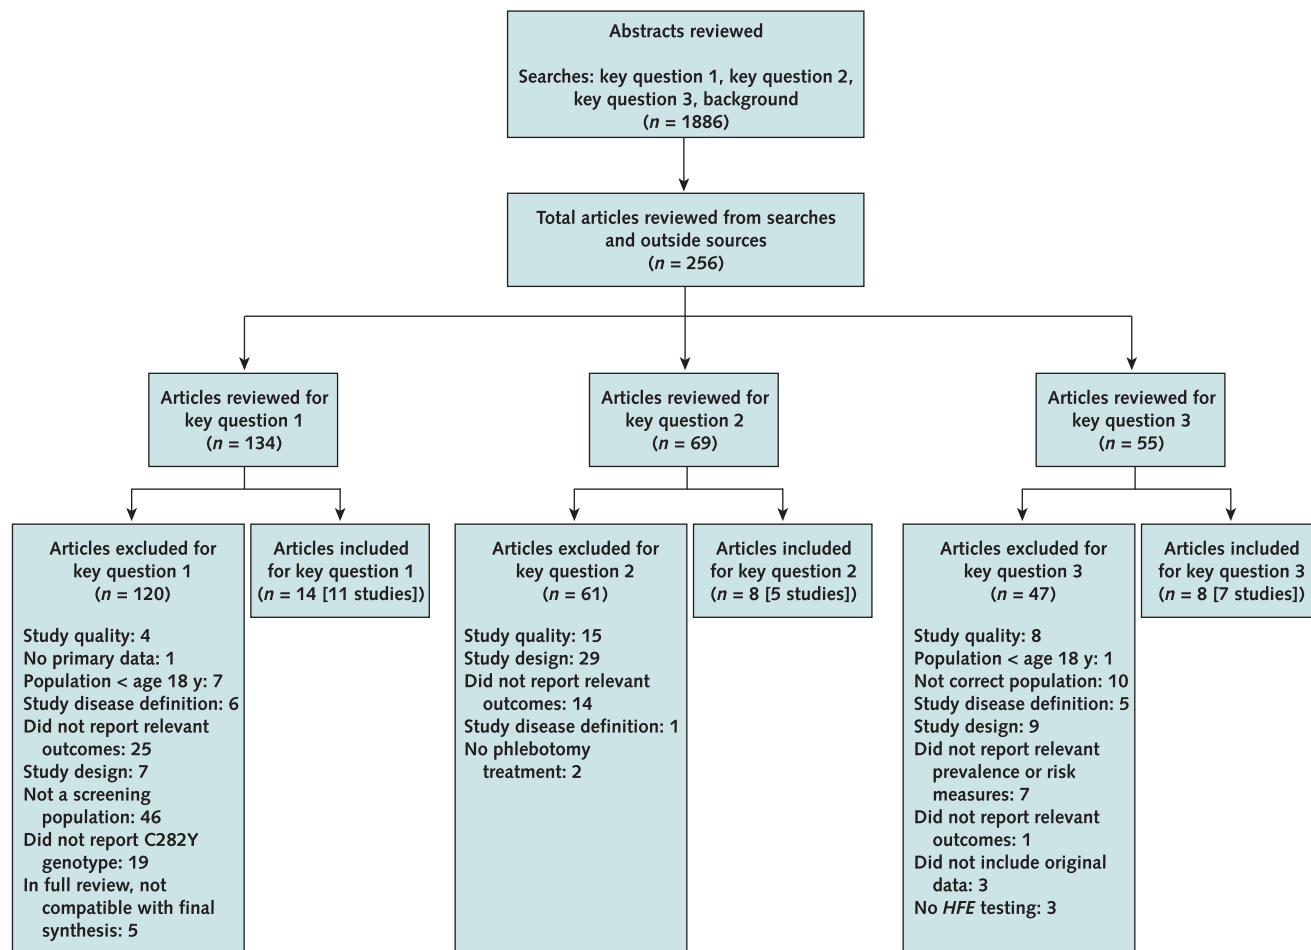 Abstracts reviewed
Searches: key question 1, key question 2,
key question 3, background
(n = 1886)
Total articles reviewed from searches
and outside sources
(n = 256)
Articles reviewed for
key question 1
(n = 134)
Articles reviewed for
key question 2
(n = 69)
Articles reviewed for
key question 3
(n = 55)
Articles excluded for
key question 1
(n = 120)
Study quality: 4
No primary data: 1
Population < age 18 y: 7
Study disease definition: 6
Did not report relevant
outcomes: 25
Study design: 7
Not a screening
population: 46
Did not report C282Y
genotype: 19
In full review, not
compatible with final
synthesis: 5
Articles included
for key question 1
(n = 14 [11 studies])
Articles excluded for
key question 2
(n = 61)
Study quality: 15
Study design: 29
Did not report relevant
outcomes: 14
Study disease definition: 1
No phlebotomy
treatment: 2
Articles included
for key question 2
(n = 8 [5 studies])
Articles excluded for
key question 3
(n = 47)
Study quality: 8
Population < age 18 y: 1
Not correct population: 10
Study disease definition: 5
Study design: 9
Did not report relevant
prevalence or risk
measures: 7
Did not report relevant
outcomes: 1
Did not include original
data: 3
No HFE testing: 3
Articles included
for key question 3
(n = 8 [7 studies])